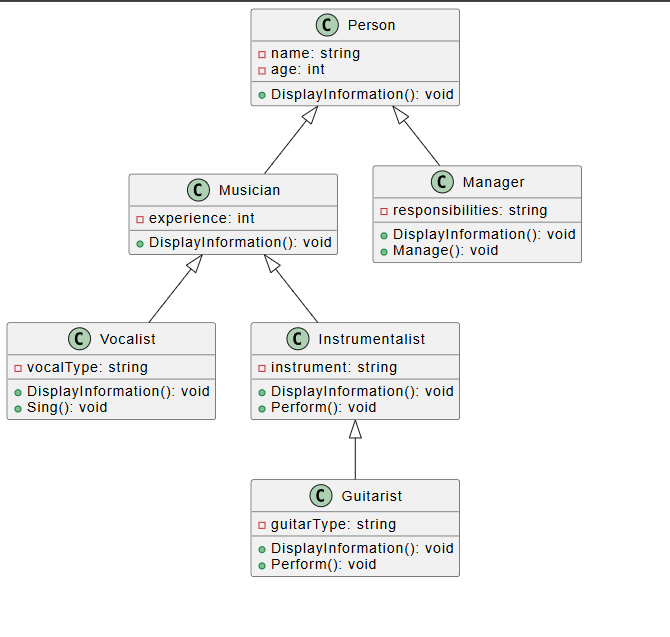 C Person
name: string
age: int
DisplayInformation(): void
C Musician
experience: int
DisplayInformation(): void
C Manager
responsibilities: string
DisplayInformation(): void
Manage(): void
C Vocalist
vocalType: string
DisplayInformation(): void
Sing(): void
C Instrumentalist
instrument: string
DisplayInformation(): void
Perform(): void
C Guitarist
guitarType: string
DisplayInformation(): void
Perform(): void